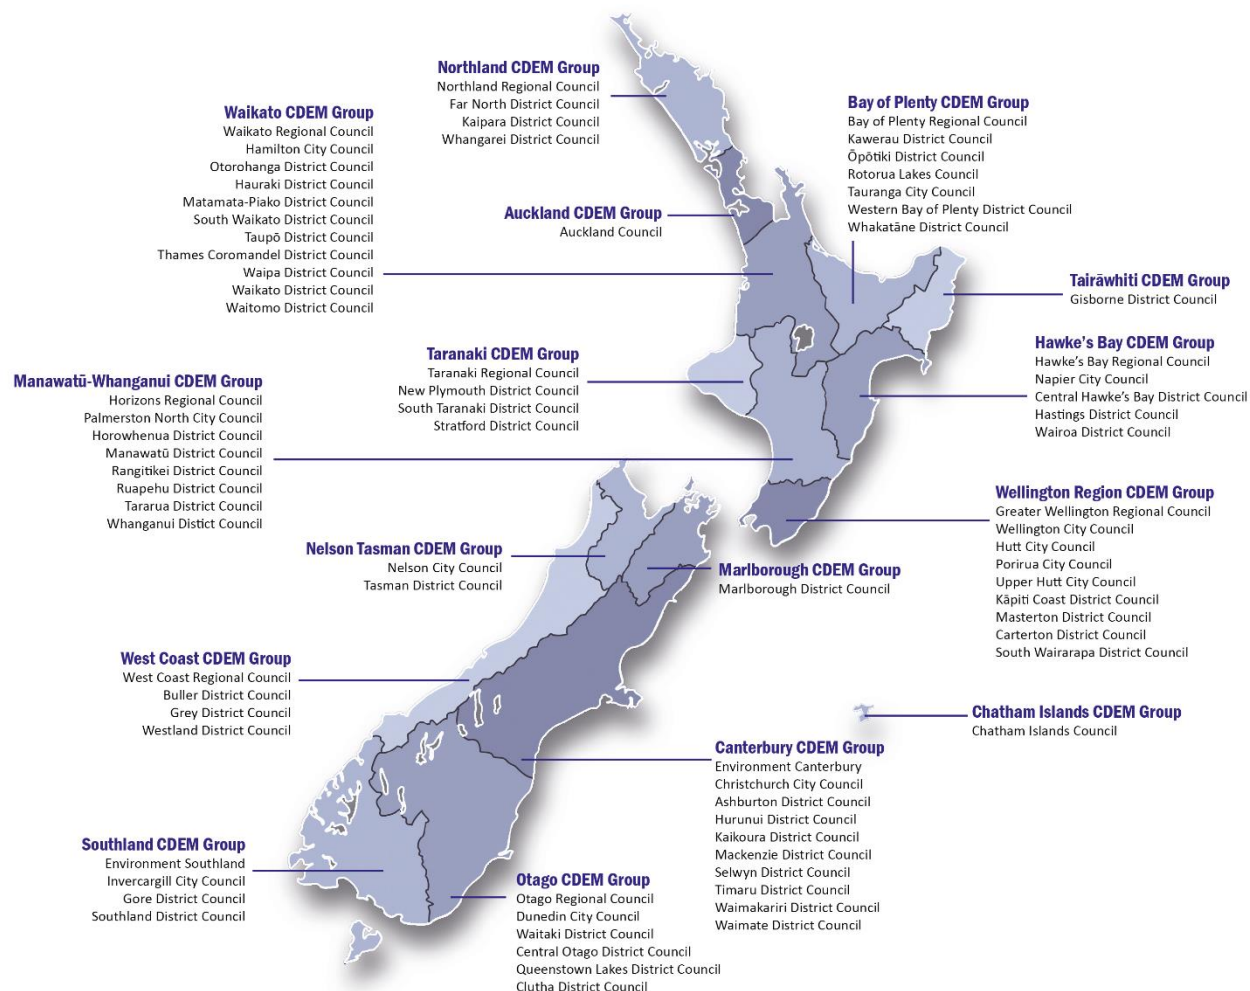 Northland CDEM Group
Northland Regional Council
Far North District Council
Kaipara District Council
Whangarei District Council
Waikato CDEM Group
Waikato Regional Council
Hamilton City Council
Otorohanga District Council
Hauraki District Council
Matamata-Piako District Council
South Waikato District Council
Taupō District Council
Thames Coromandel District Council
Waipa District Council
Waikato District Council
Waitomo District Council
Bay of Plenty CDEM Group
Bay of Plenty Regional Council
Kawerau District Council
Ōpōtiki District Council
Rotorua Lakes Council
Tauranga City Council
Western Bay of Plenty District Council
Whakatāne District Council
Auckland CDEM Group
Auckland Council
Tairāwhiti CDEM Group
Gisborne District Council
Taranaki CDEM Group
Taranaki Regional Council
New Plymouth District Council
South Taranaki District Council
Stratford District Council
Hawke's Bay CDEM Group
Hawke's Bay Regional Council
Napier City Council
Central Hawke's Bay District Council
Hastings District Council
Wairoa District Council
Manawatū-Whanganui CDEM Group
Horizons Regional Council
Palmerston North City Council
Horowhenua District Council
Manawatū District Council
Rangitikei District Council
Ruapehu District Council
Tararua District Council
Whanganui Distict Council
Wellington Region CDEM Group
Greater Wellington Regional Council
Wellington City Council
Hutt City Council
Porirua City Council
Upper Hutt City Council
Kāpiti Coast District Council
Masterton District Council
Carterton District Council
South Wairarapa District Council
Nelson Tasman CDEM Group
Nelson City Council
Tasman District Council
Marlborough CDEM Group
Marlborough District Council
West Coast CDEM Group
West Coast Regional Council
Buller District Council
Grey District Council
Westland District Council
Chatham Islands CDEM Group
Chatham Islands Council
Canterbury CDEM Group
Environment Canterbury
Christchurch City Council
Ashburton District Council
Hurunui District Council
Kaikoura District Council
Mackenzie District Council
Selwyn District Council
Timaru District Council
Waimakariri District Council
Waimate District Council
Southland CDEM Group
Environment Southland
Invercargill City Council
Gore District Council
Southland District Council
Otago CDEM Group
Otago Regional Council
Dunedin City Council
Waitaki District Council
Central Otago District Council
Queenstown Lakes District Council
Clutha District Council